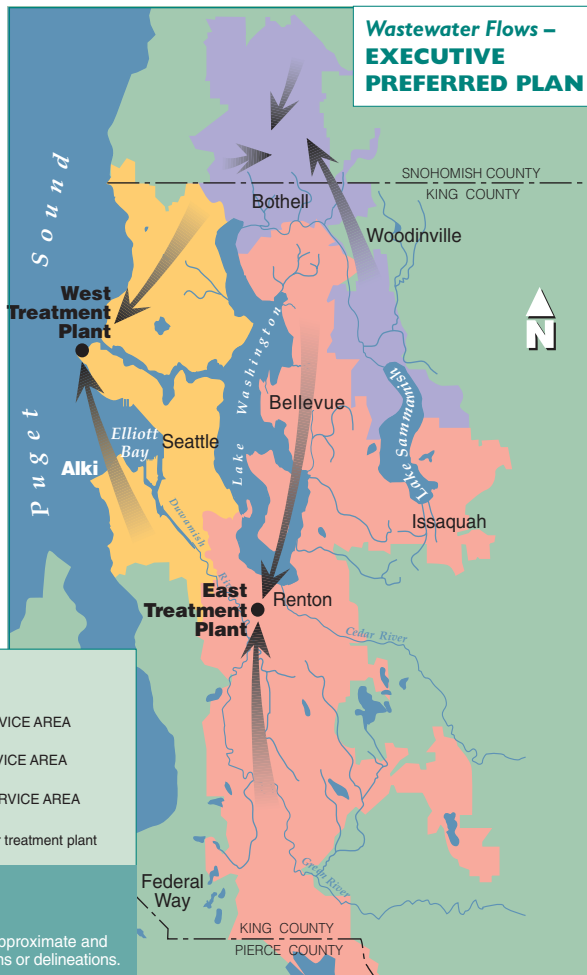 Wastewater Flows –
EXECUTIVE
PREFERRED PLAN
SNOHOMISH COUNTY
KING COUNTY
Bothell
Woodinville
Puget Sound
West
Treatment
Plant
N
Lake Washington
Bellevue
Lake Sammamish
Elliott
Bay
Seattle
Alki
Duwamish River
Issaquah
East
Treatment
Plant
Renton
Cedar River
VICE AREA
VICE AREA
RVICE AREA
r treatment plant
Green River
Federal
Way
KING COUNTY
PIERCE COUNTY
pproximate and
ns or delineations.